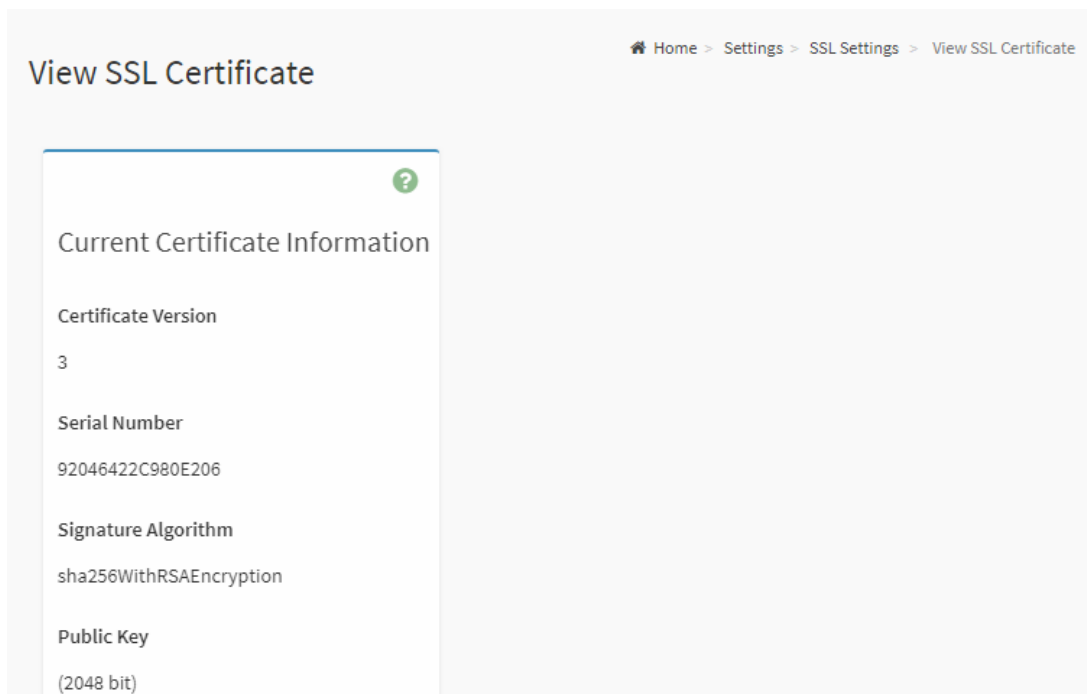 Home > Settings > SSL Settings > View SSL Certificate
View SSL Certificate
?
Current Certificate Information
Certificate Version
3
Serial Number
92046422C980E206
Signature Algorithm
sha256WithRSAEncryption
Public Key
(2048 bit)